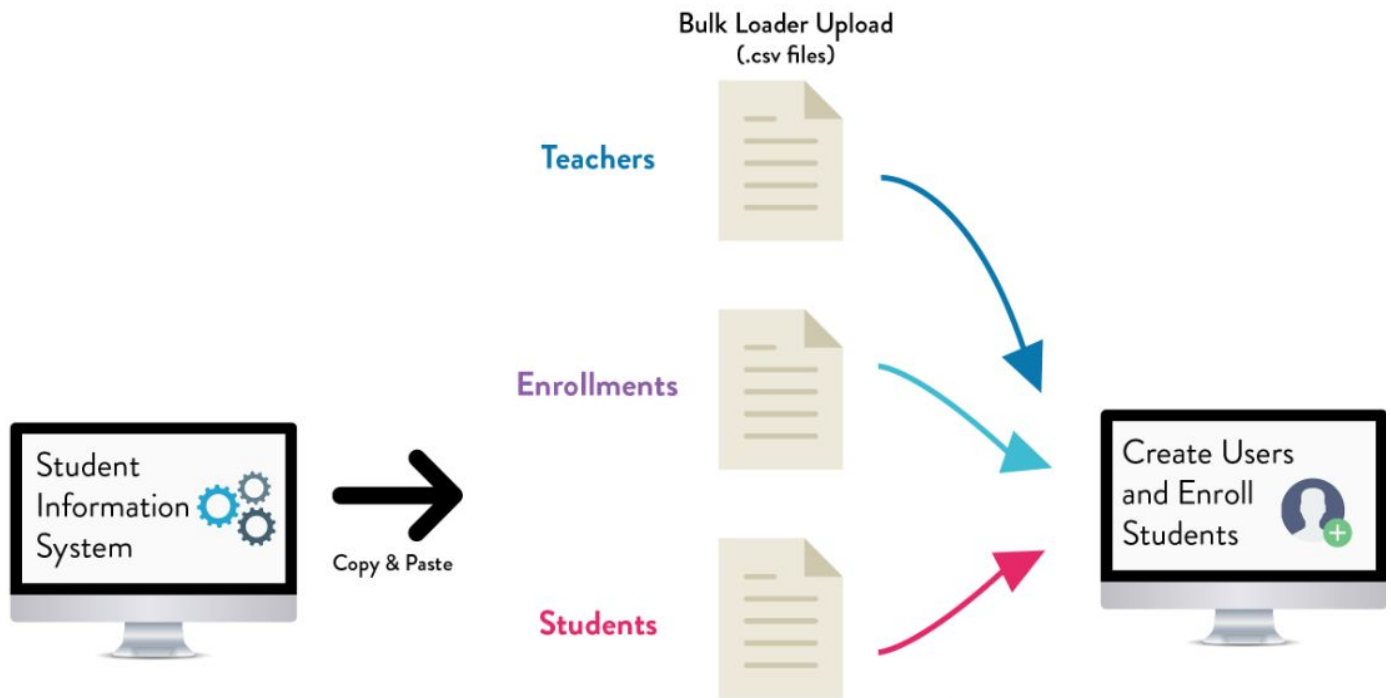 Bulk Loader Upload
(.csv files)
Teachers
Enrollments
Student
Information
System
Copy & Paste
Students
Create Users
and Enroll
Students